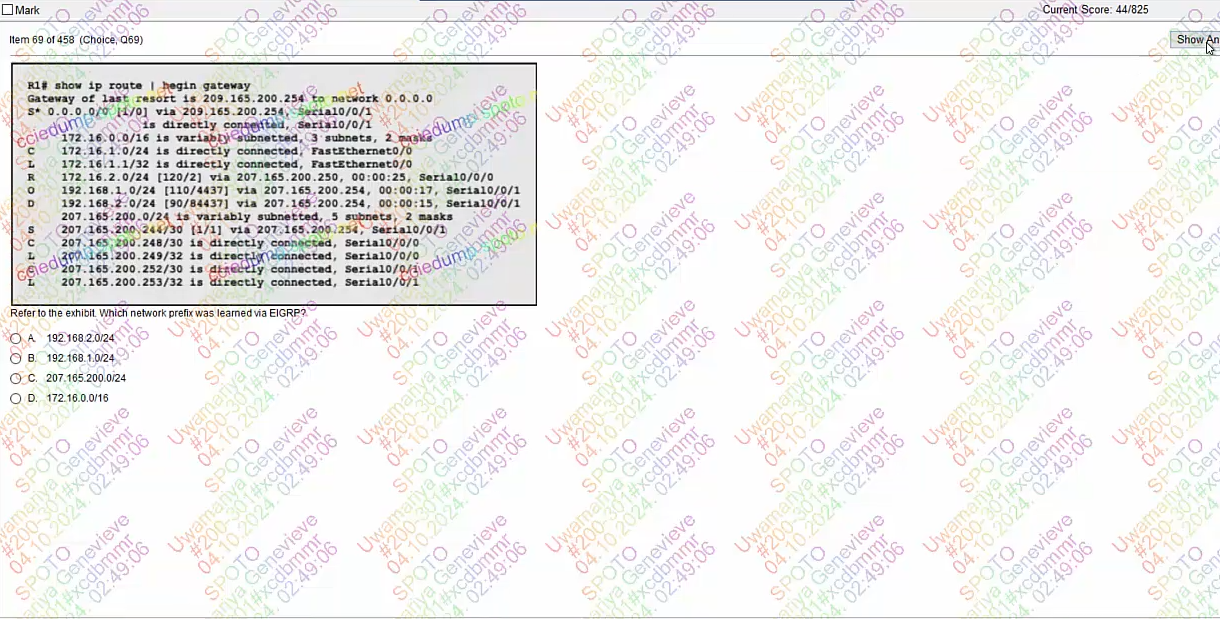 Mark
Current Score: 44/825
Item 69 of 458 (Choice, Q69)
Show An
R1# show ip route | begin gateway
Gateway of last resort is 209.165.200.254 to network 0.0.0.0
S* 0.0.0.0/0 [1/0] via 209.165.200.254, Serial0/0/1
is directly connected, Serial0/0/1
172.16.0.0/16 is variably subnetted, 3 subnets, 2 masks
C 172.16.1.0/24 is directly connected, FastEthernet0/0
L 172.16.1.1/32 is directly connected, FastEthernet0/0
R 172.16.2.0/24 [120/2] via 207.165.200.250, 00:00:25, Serial0/0/0
O 192.168.1.0/24 [110/4437] via 207.165.200.254, 00:00:17, Serial0/0/1
D 192.168.2.0/24 [90/84437] via 207.165.200.254, 00:00:15, Serial0/0/1
207.165.200.0/24 is variably subnetted, 5 subnets, 2 masks
S 207.165.200.244/30 [1/1] via 207.165.200.254, Serial0/0/1
C 207.165.200.248/30 is directly connected, Serial0/0/0
L 207.165.200.249/32 is directly connected, Serial0/0/0
C 207.165.200.252/30 is directly connected, Serial0/0/1
L 207.165.200.253/32 is directly connected, Serial0/0/1
Refer to the exhibit. Which network prefix was learned via EIGRP?
A. 192.168.2.0/24
B. 192.168.1.0/24
C. 207.165.200.0/24
D. 172.16.0.0/16
SPOTO Genevieve
Uwamariya
#200-301#xcdbmmr
04.10.2024. 02:49:06